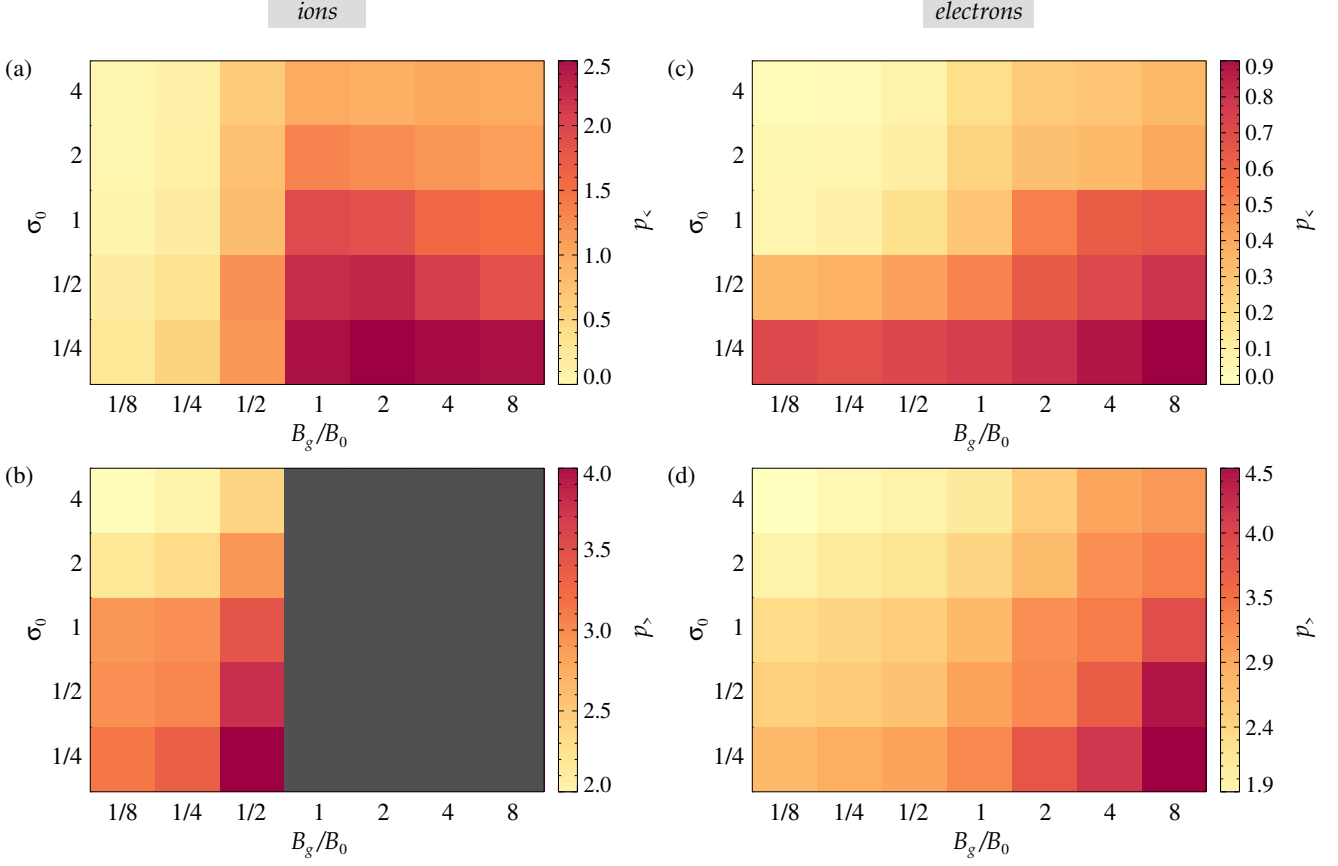 ions
electrons
(a)
4
2
1
1/2
1/4
σ₀
1/8 1/4 1/2 1 2 4 8
B_g/B₀
2.5
2.0
1.5
1.0
0.5
0.0
p<
(c)
4
2
1
1/2
1/4
σ₀
1/8 1/4 1/2 1 2 4 8
B_g/B₀
0.9
0.8
0.7
0.6
0.5
0.4
0.3
0.2
0.1
0.0
p<
(b)
4
2
1
1/2
1/4
σ₀
1/8 1/4 1/2 1 2 4 8
B_g/B₀
4.0
3.5
3.0
2.5
2.0
p>
(d)
4
2
1
1/2
1/4
σ₀
1/8 1/4 1/2 1 2 4 8
B_g/B₀
4.5
4.0
3.5
2.9
2.4
1.9
p>